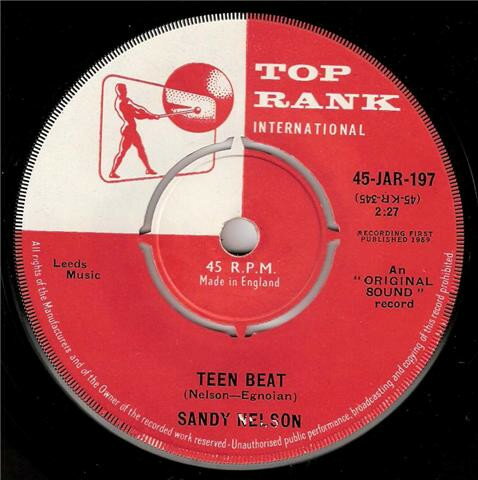 TOP
RANK
INTERNATIONAL
45-JAR-197
(45-K-R-345)
2:27
RECORDING FIRST
PUBLISHED 1959
Leeds
Music
45 R.P.M.
Made in England
An
"ORIGINAL
SOUND"
record
TEEN BEAT
(Nelson—Egnoian)
SANDY NELSON
All rights of the Manufacturers and of the Owner of the recorded work reserved - Unauthorised public performance, broadcasting and copying of this record prohibited